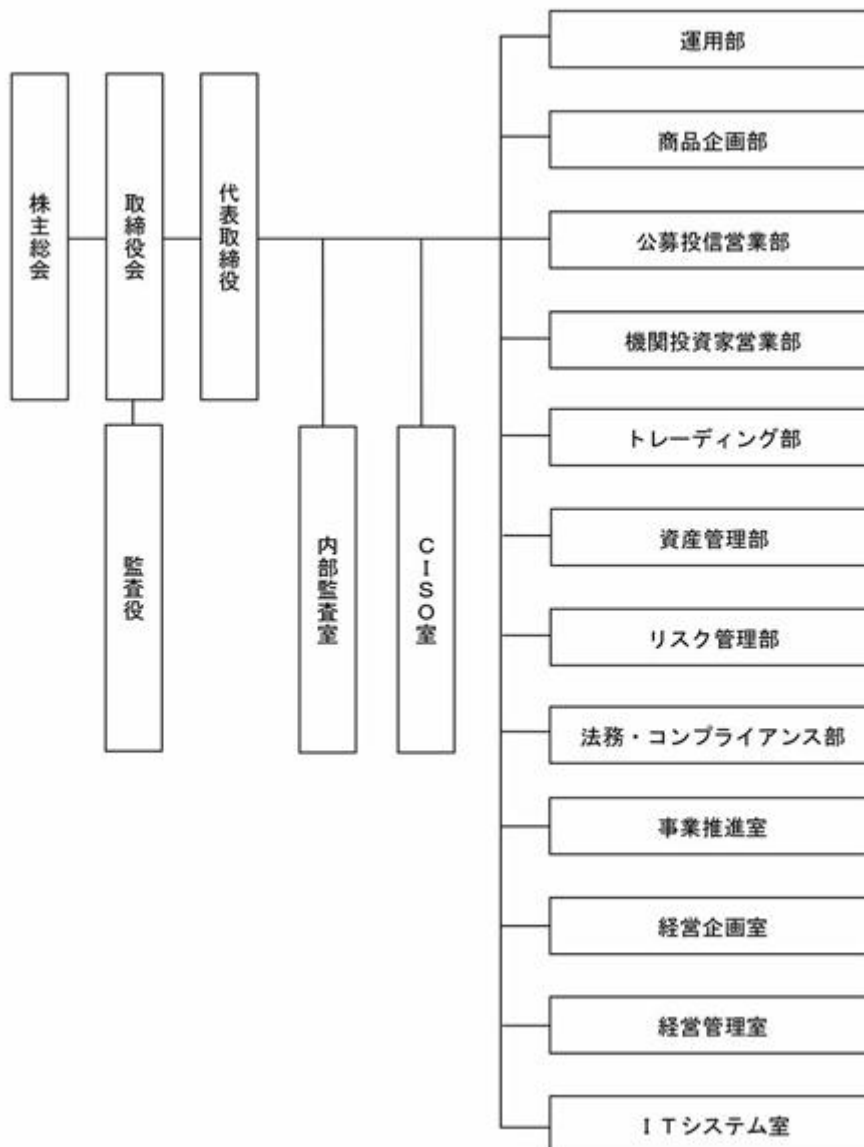 株主総会
取締役会
代表取締役
監査役
内部監査室
CISO室
運用部
商品企画部
公募投信営業部
機関投資家営業部
トレーディング部
資産管理部
リスク管理部
法務・コンプライアンス部
事業推進室
経営企画室
経営管理室
ITシステム室